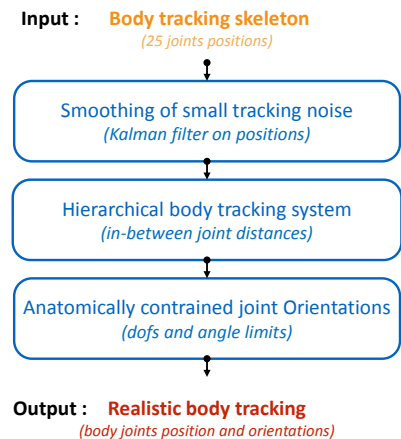 Input : Body tracking skeleton
(25 joints positions)
Smoothing of small tracking noise
(Kalman filter on positions)
Hierarchical body tracking system
(in-between joint distances)
Anatomically contrained joint Orientations
(dofs and angle limits)
Output : Realistic body tracking
(body joints position and orientations)